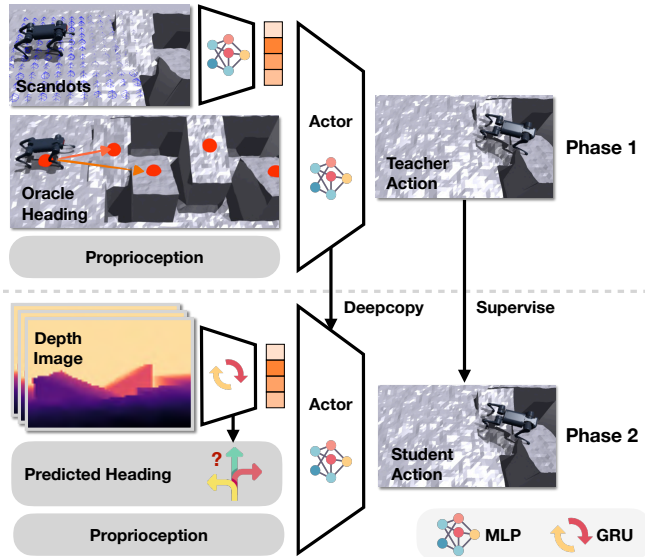 Scandots
Oracle
Heading
Proprioception
Actor
Teacher
Action
Phase 1
Deepcopy
Supervise
Depth
Image
?
Predicted Heading
Proprioception
Actor
Student
Action
Phase 2
MLP
GRU